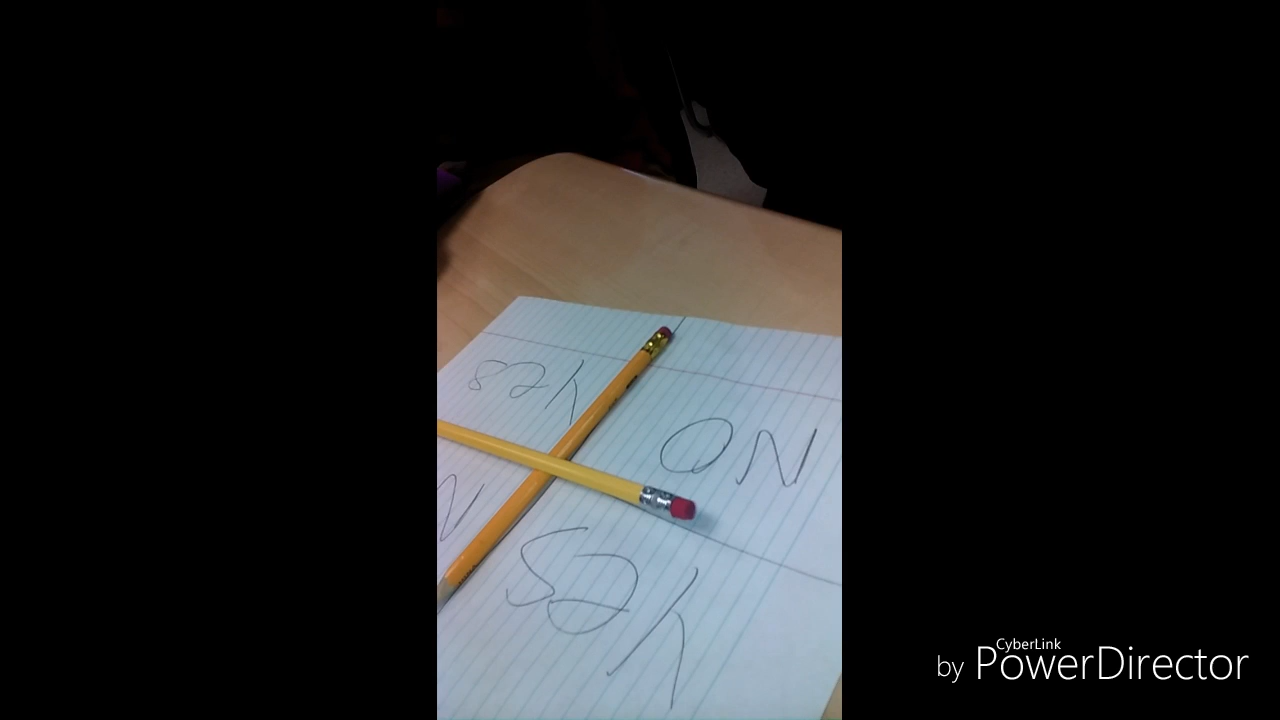 Yes
NO
N
Yes
CyberLink
by PowerDirector